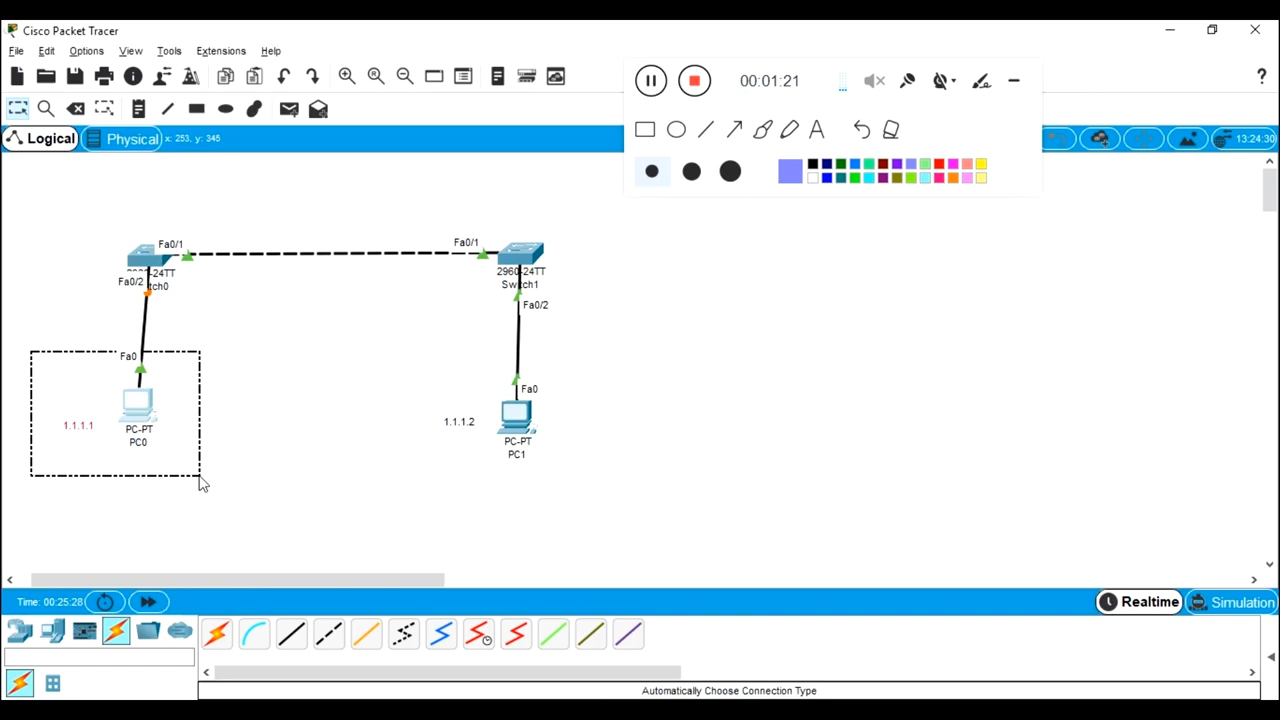 Cisco Packet Tracer
File Edit Options View Tools Extensions Help
00:01:21
?
A
Logical
Physical
x: 253, y: 345
13:24:30
Fa0/1
Fa0/1
-24TT
Fa0/2
tch0
2960-24TT
Switch1
Fa0/2
Fa0
Fa0
1.1.1.1
PC-PT
PC0
1.1.1.2
PC-PT
PC1
Time: 00:25:28
Realtime
Simulation
Automatically Choose Connection Type